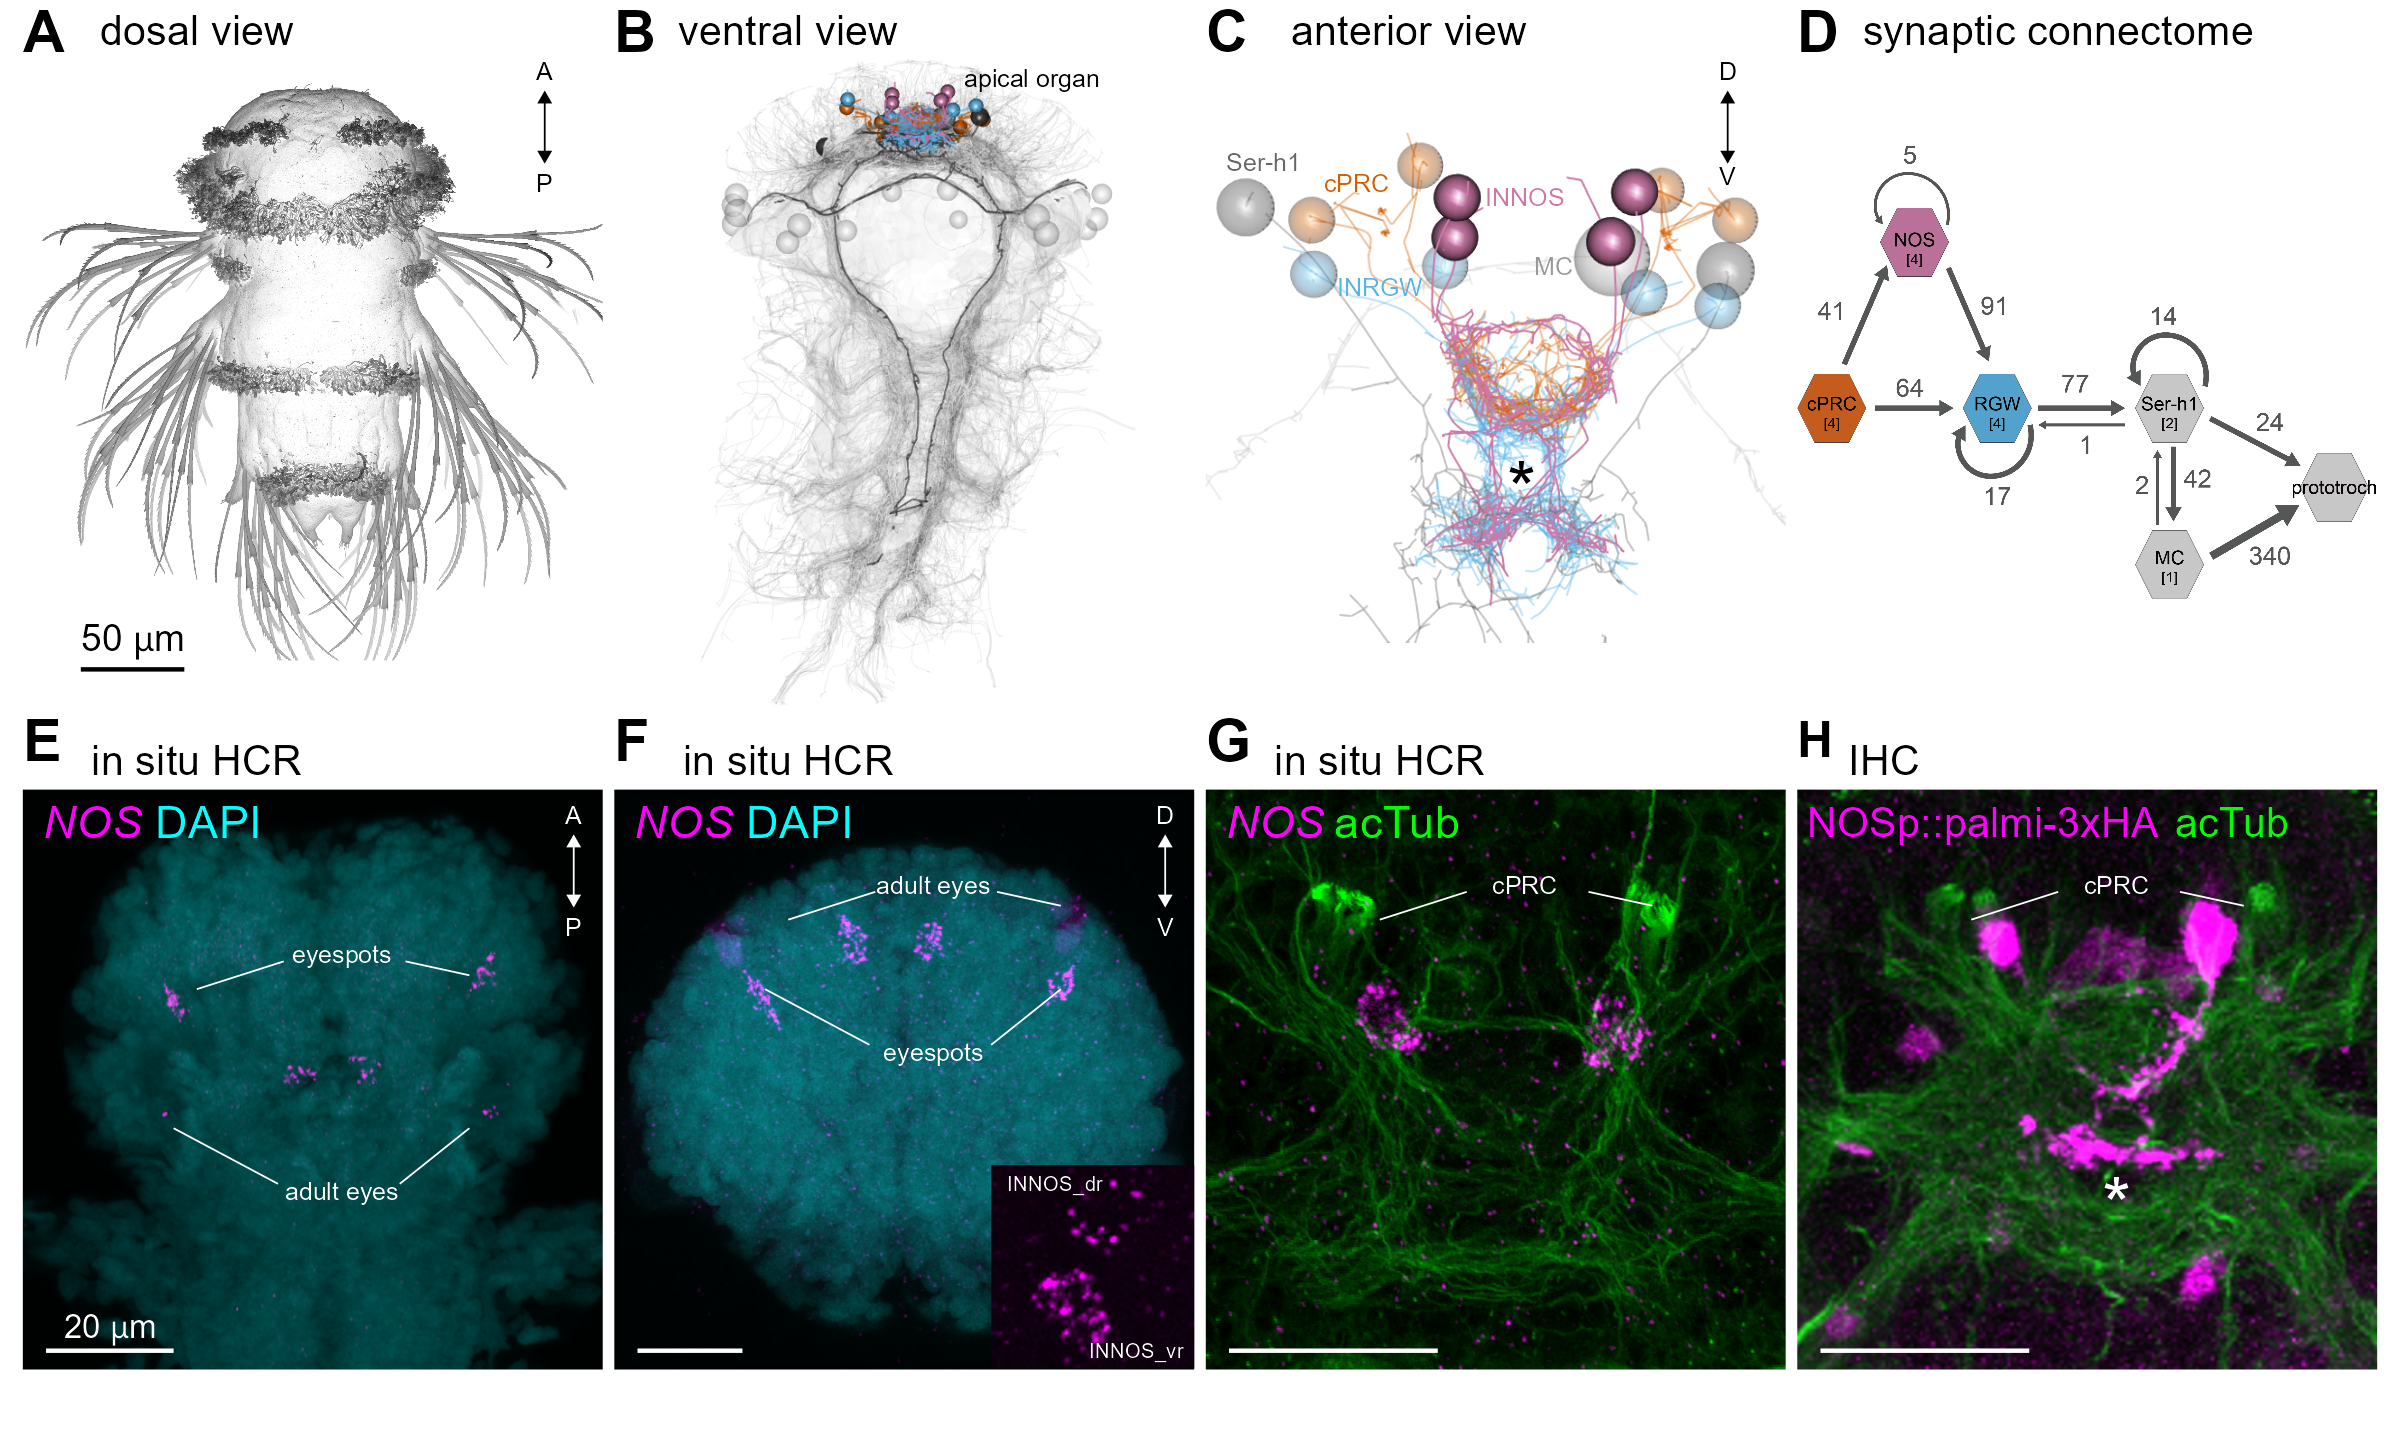 A dosal view
A
P
50 μm
B ventral view
apical organ
C anterior view
D
V
Ser-h1
cPRC
INNOS
MC
INRGW
*
D synaptic connectome
5
NOS
[4]
41
91
cPRC
[4]
64
RGW
[4]
17
77
1
14
Ser-h1
[2]
24
2
42
prototroch
MC
[1]
340
E in situ HCR
NOS DAPI
A
P
eyespots
adult eyes
20 μm
F in situ HCR
NOS DAPI
D
V
adult eyes
eyespots
INNOS_dr
INNOS_vr
G in situ HCR
NOS acTub
cPRC
H IHC
NOSp::palmi-3xHA acTub
cPRC
*